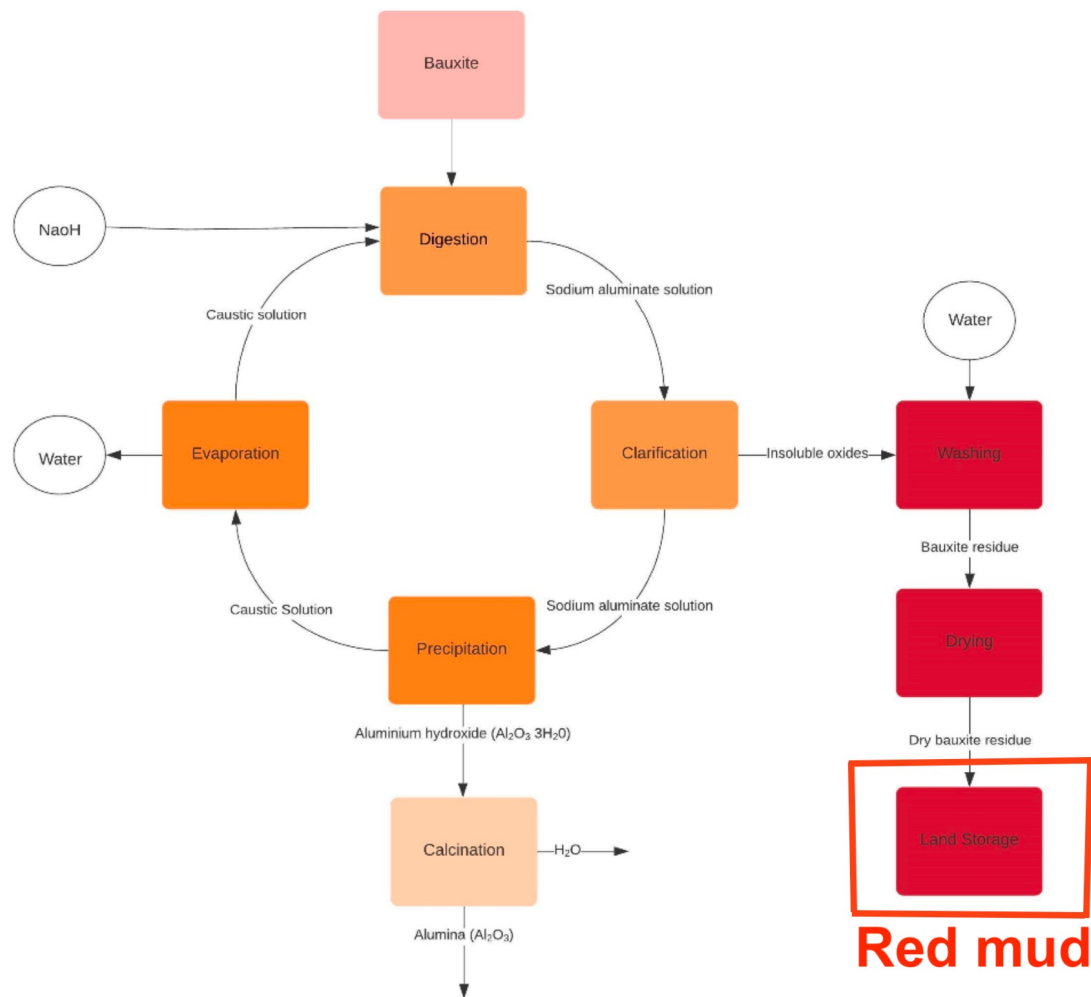 Bauxite
NaoH
Digestion
Sodium aluminate solution
Caustic solution
Water
Water
Evaporation
Clarification
Insoluble oxides
Washing
Bauxite residue
Caustic Solution
Sodium aluminate solution
Precipitation
Drying
Aluminium hydroxide (Al₂O₃ 3H₂0)
Dry bauxite residue
Calcination
H₂O
Land Storage
Alumina (Al₂O₃)
Red mud